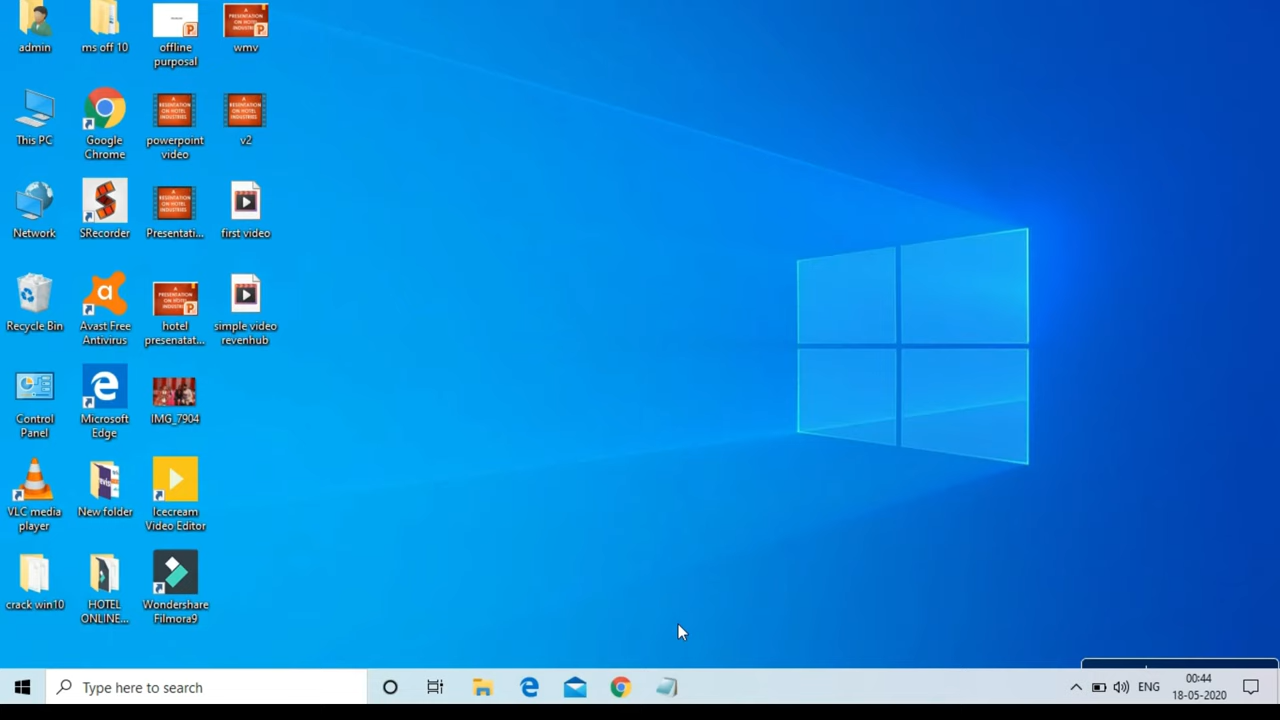 admin
ms off 10
offline
purposal
wmv
This PC
Google
Chrome
powerpoint
video
v2
Network
SRecorder
Presentati...
first video
Recycle Bin
Avast Free
Antivirus
hotel
presenatat...
simple video
revenhub
Control
Panel
Microsoft
Edge
IMG_7904
VLC media
player
New folder
Icecream
Video Editor
crack win10
HOTEL
ONLINE...
Wondershare
Filmora9
Type here to search
ENG
00:44
18-05-2020